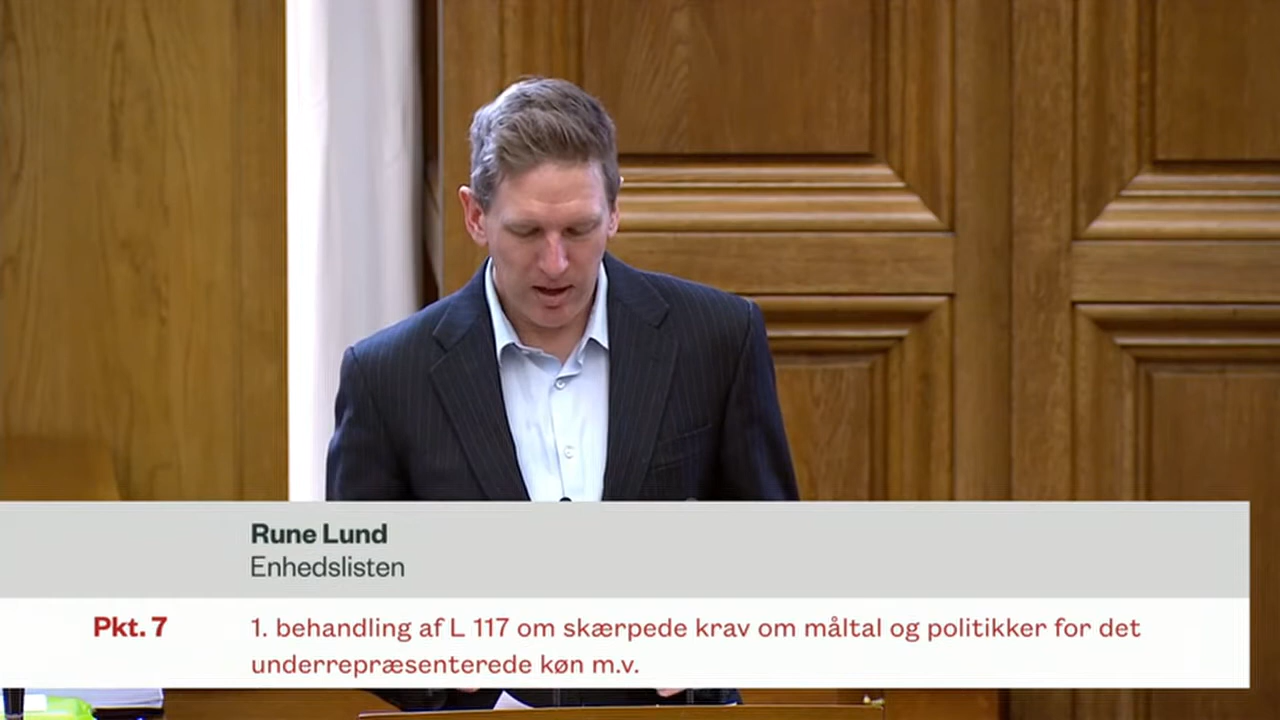 Rune Lund
Enhedslisten
Pkt. 7
1. behandling af L 117 om skærpede krav om måltal og politikker for det
underrepræsenterede køn m.v.